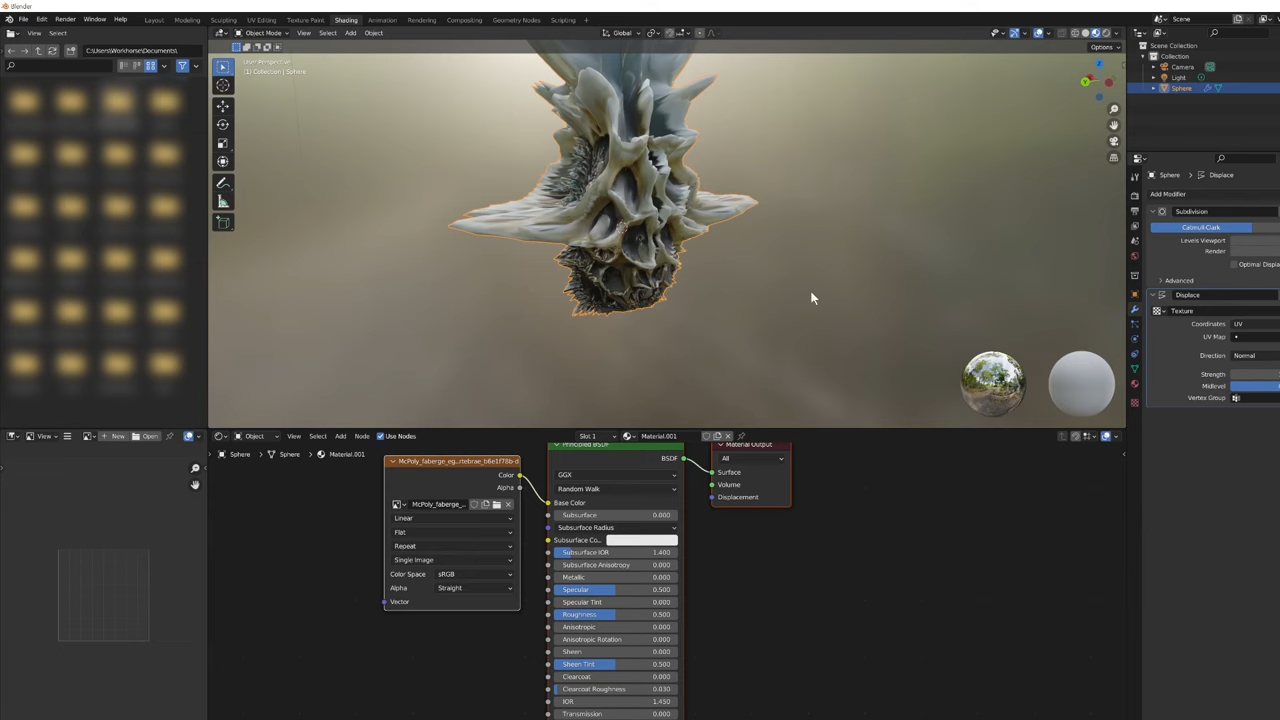 Blender
File Edit Render Window Help Layout Modeling Sculpting UV Editing Texture Paint Shading Animation Rendering Compositing Geometry Nodes Scripting + Scene
View Select
C:\Users\Workhorse\Documents\
Object Mode View Select Add Object Global
Options
User Perspective
(1) Collection | Sphere
Scene Collection
Collection
Camera
Light
Sphere
Sphere > Displace
Add Modifier
Subdivision
Catmull-Clark
Levels Viewport
Render
Optimal Displa
Advanced
Displace
Texture
Coordinates UV
UV Map
Direction Normal
Strength
Midlevel
Vertex Group
View New Open
Object View Select Add Node Use Nodes Slot 1 Material.001
Sphere > Sphere > Material.001
McPoly_faberge_eg...rtebrae_b6e1f78b-d
Color
Alpha
McPoly_faberge_...
Linear
Flat
Repeat
Single Image
Color Space sRGB
Alpha Straight
Vector
Principled BSDF
BSDF
GGX
Random Walk
Base Color
Subsurface 0.000
Subsurface Radius
Subsurface Co...
Subsurface IOR 1.400
Subsurface Anisotropy 0.000
Metallic 0.000
Specular 0.500
Specular Tint 0.000
Roughness 0.500
Anisotropic 0.000
Anisotropic Rotation 0.000
Sheen 0.000
Sheen Tint 0.500
Clearcoat 0.000
Clearcoat Roughness 0.030
IOR 1.450
Transmission 0.000
Material Output
All
Surface
Volume
Displacement